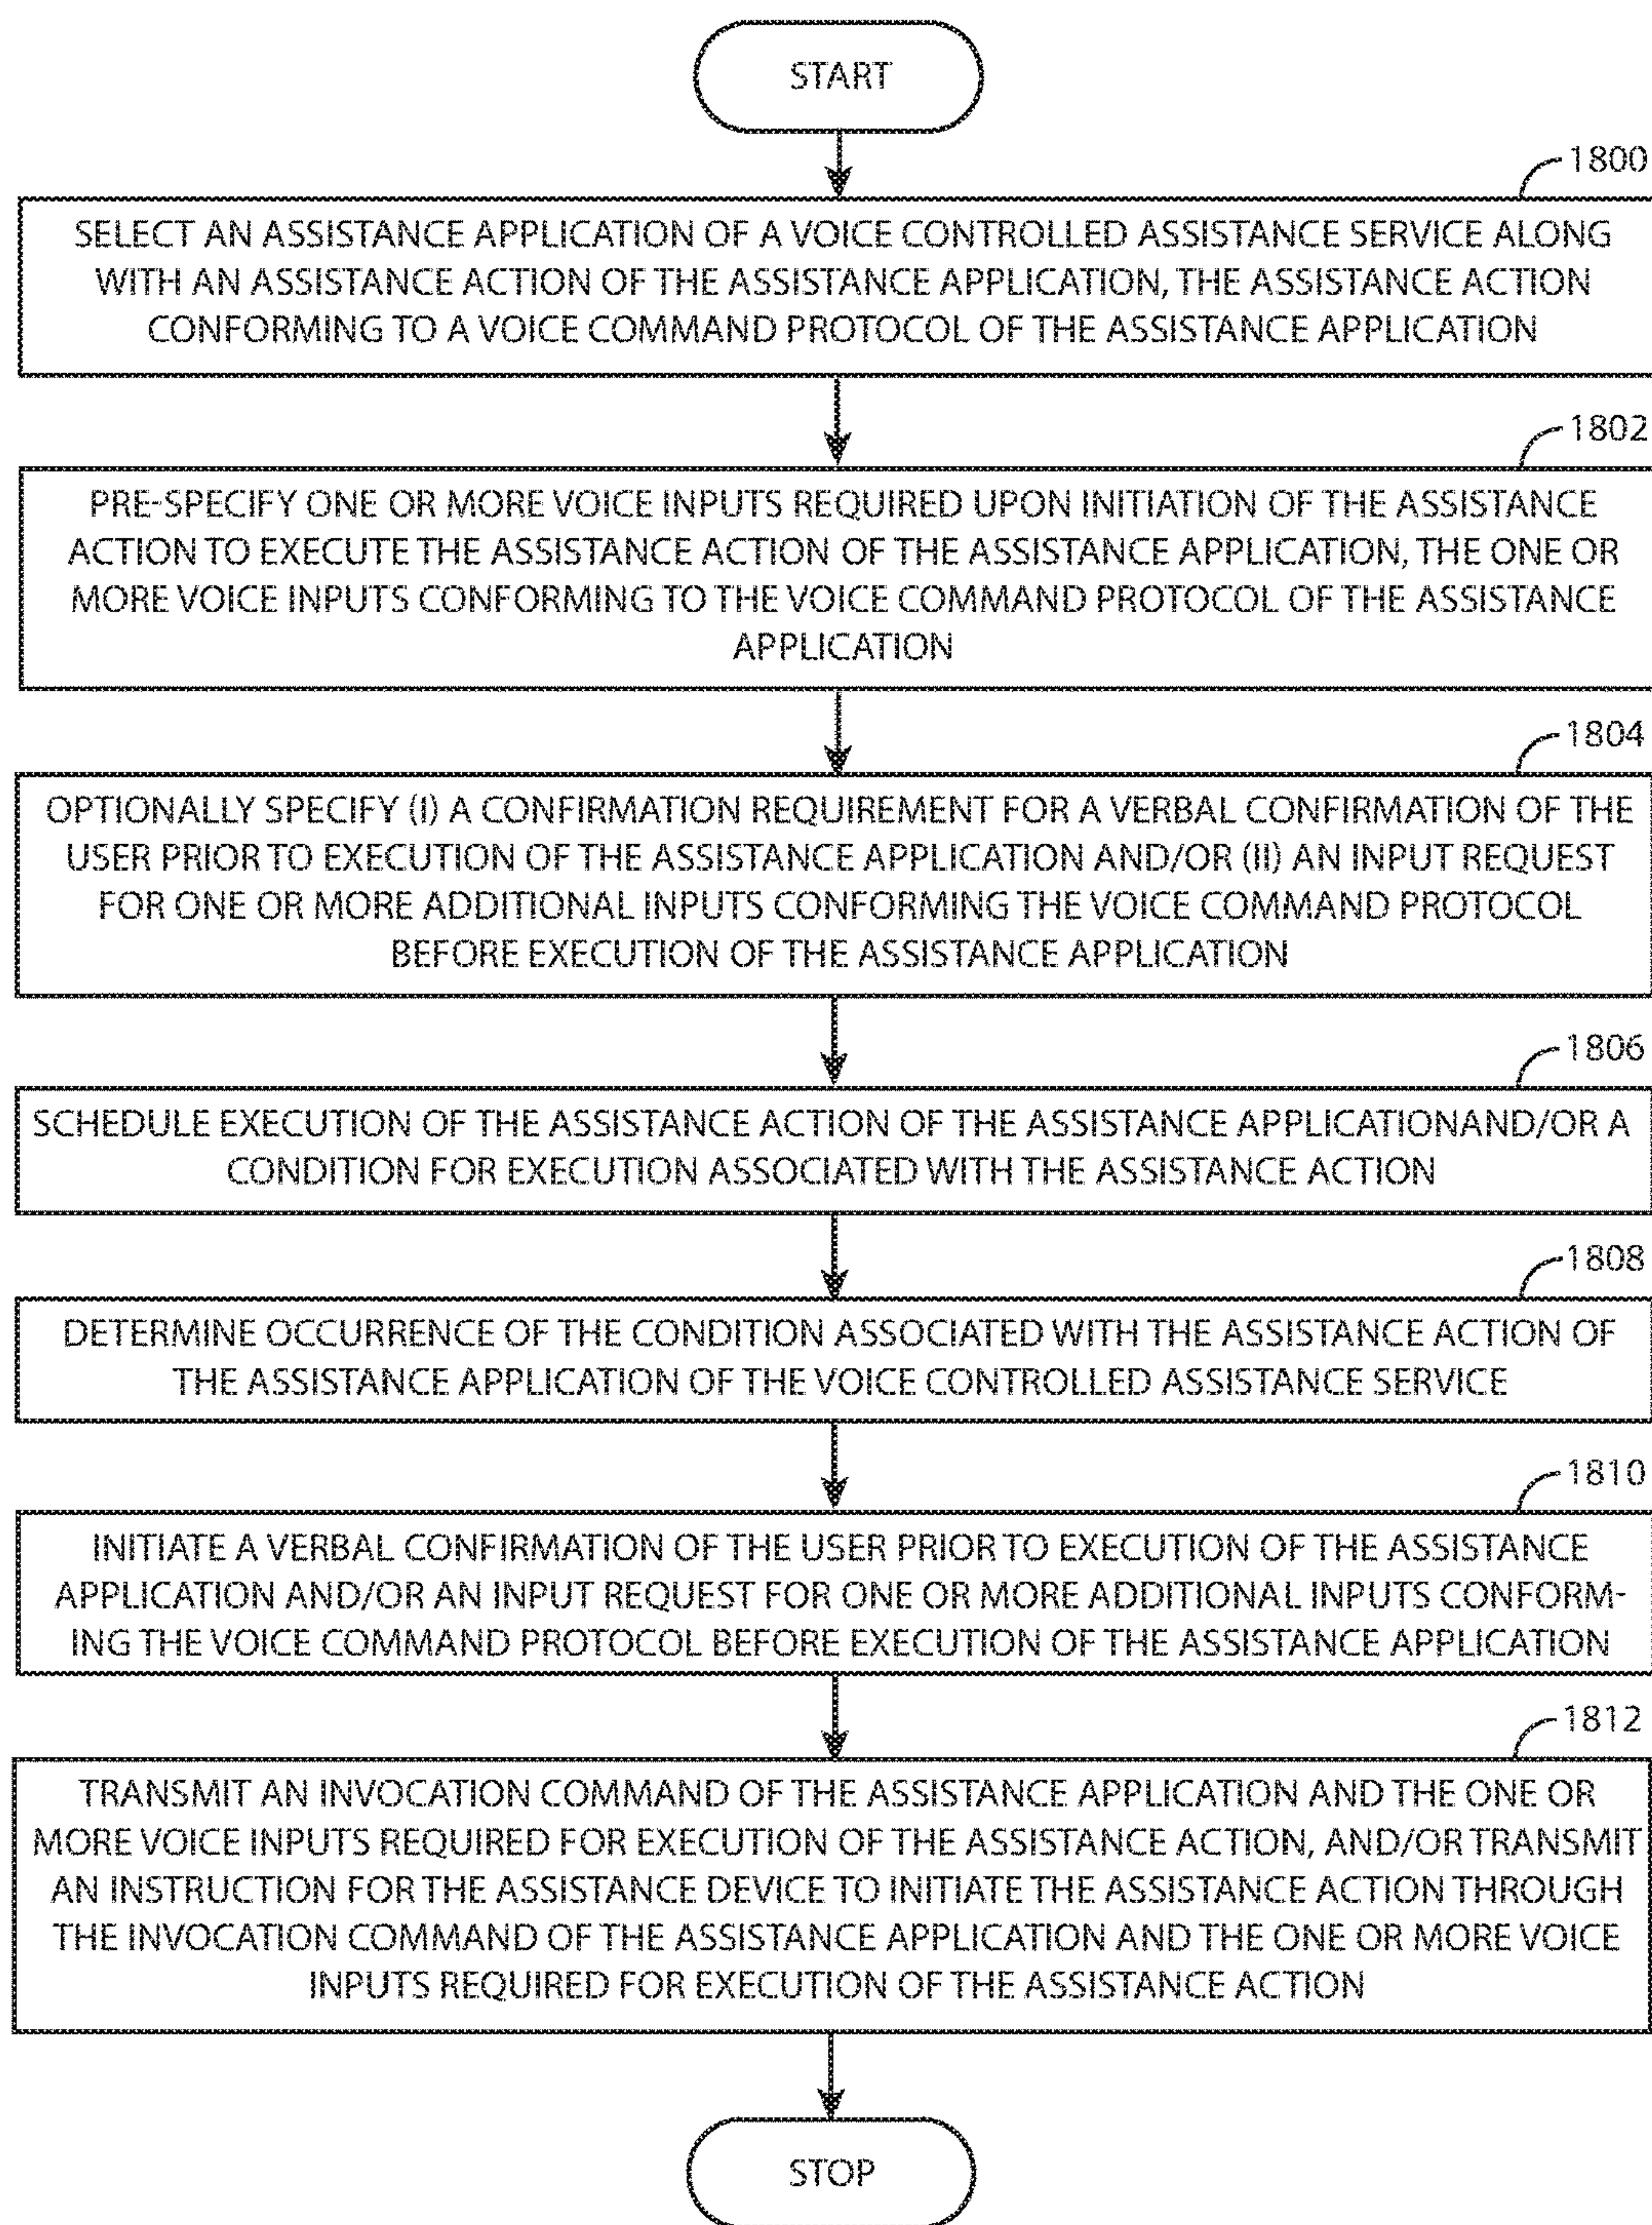 START
1800
SELECT AN ASSISTANCE APPLICATION OF A VOICE CONTROLLED ASSISTANCE SERVICE ALONG
WITH AN ASSISTANCE ACTION OF THE ASSISTANCE APPLICATION, THE ASSISTANCE ACTION
CONFORMING TO A VOICE COMMAND PROTOCOL OF THE ASSISTANCE APPLICATION
1802
PRE-SPECIFY ONE OR MORE VOICE INPUTS REQUIRED UPON INITIATION OF THE ASSISTANCE
ACTION TO EXECUTE THE ASSISTANCE ACTION OF THE ASSISTANCE APPLICATION, THE ONE OR
MORE VOICE INPUTS CONFORMING TO THE VOICE COMMAND PROTOCOL OF THE ASSISTANCE
APPLICATION
1804
OPTIONALLY SPECIFY (I) A CONFIRMATION REQUIREMENT FOR A VERBAL CONFIRMATION OF THE
USER PRIOR TO EXECUTION OF THE ASSISTANCE APPLICATION AND/OR (II) AN INPUT REQUEST
FOR ONE OR MORE ADDITIONAL INPUTS CONFORMING THE VOICE COMMAND PROTOCOL
BEFORE EXECUTION OF THE ASSISTANCE APPLICATION
1806
SCHEDULE EXECUTION OF THE ASSISTANCE ACTION OF THE ASSISTANCE APPLICATIONAND/OR A
CONDITION FOR EXECUTION ASSOCIATED WITH THE ASSISTANCE ACTION
1808
DETERMINE OCCURRENCE OF THE CONDITION ASSOCIATED WITH THE ASSISTANCE ACTION OF
THE ASSISTANCE APPLICATION OF THE VOICE CONTROLLED ASSISTANCE SERVICE
1810
INITIATE A VERBAL CONFIRMATION OF THE USER PRIOR TO EXECUTION OF THE ASSISTANCE
APPLICATION AND/OR AN INPUT REQUEST FOR ONE OR MORE ADDITIONAL INPUTS CONFORM-
ING THE VOICE COMMAND PROTOCOL BEFORE EXECUTION OF THE ASSISTANCE APPLICATION
1812
TRANSMIT AN INVOCATION COMMAND OF THE ASSISTANCE APPLICATION AND THE ONE OR
MORE VOICE INPUTS REQUIRED FOR EXECUTION OF THE ASSISTANCE ACTION, AND/OR TRANSMIT
AN INSTRUCTION FOR THE ASSISTANCE DEVICE TO INITIATE THE ASSISTANCE ACTION THROUGH
THE INVOCATION COMMAND OF THE ASSISTANCE APPLICATION AND THE ONE OR MORE VOICE
INPUTS REQUIRED FOR EXECUTION OF THE ASSISTANCE ACTION
STOP